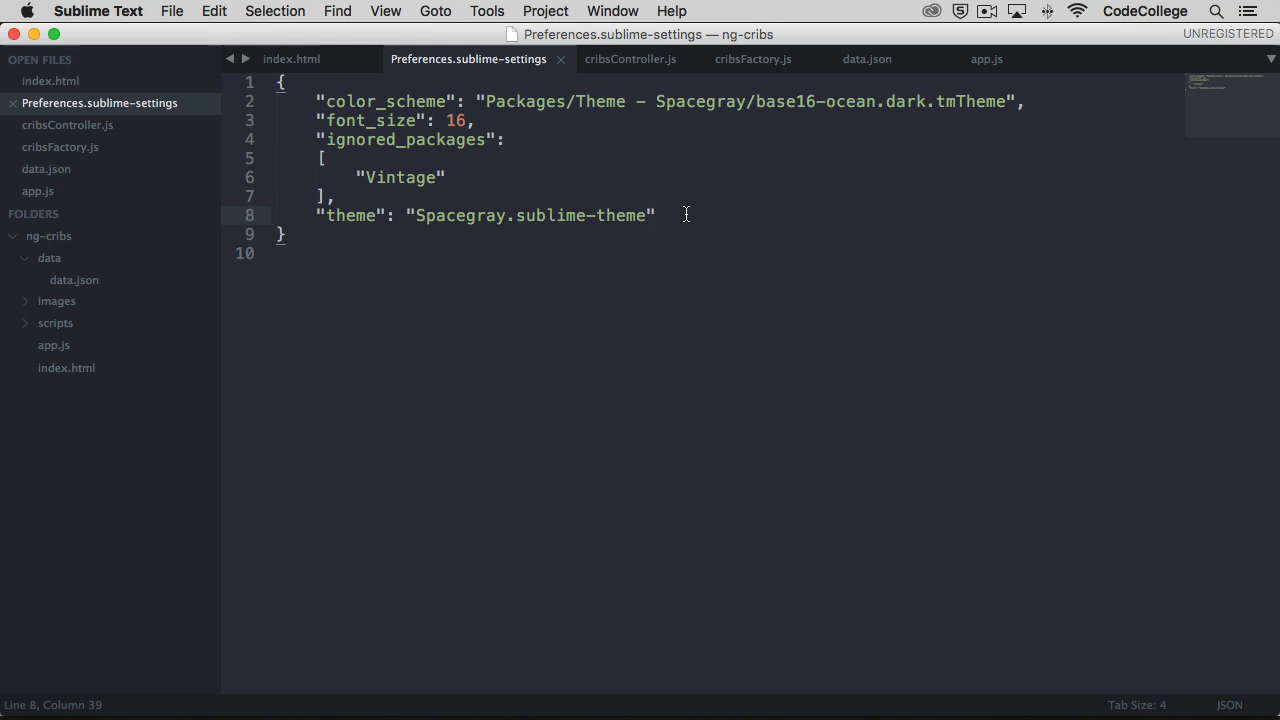 Sublime Text File Edit Selection Find View Goto Tools Project Window Help CodeCollege
Preferences.sublime-settings — ng-cribs UNREGISTERED
OPEN FILES
index.html
Preferences.sublime-settings
cribsController.js
cribsFactory.js
data.json
app.js
FOLDERS
ng-cribs
data
data.json
images
scripts
app.js
index.html
index.html Preferences.sublime-settings cribsController.js cribsFactory.js data.json app.js
1 {
2 "color_scheme": "Packages/Theme - Spacegray/base16-ocean.dark.tmTheme",
3 "font_size": 16,
4 "ignored_packages":
5 [
6 "Vintage"
7 ],
8 "theme": "Spacegray.sublime-theme"
9 }
10
Line 8, Column 39 Tab Size: 4 JSON